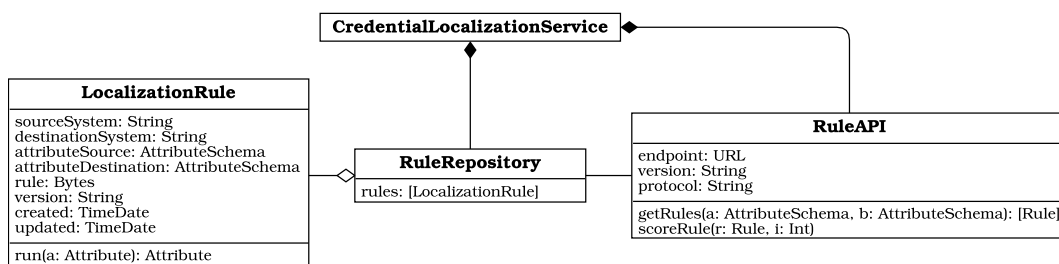 CredentialLocalizationService
LocalizationRule
sourceSystem: String
destinationSystem: String
attributeSource: AttributeSchema
attributeDestination: AttributeSchema
rule: Bytes
version: String
created: TimeDate
updated: TimeDate
run(a: Attribute): Attribute
RuleRepository
rules: [LocalizationRule]
RuleAPI
endpoint: URL
version: String
protocol: String
getRules(a: AttributeSchema, b: AttributeSchema): [Rule]
scoreRule(r: Rule, i: Int)